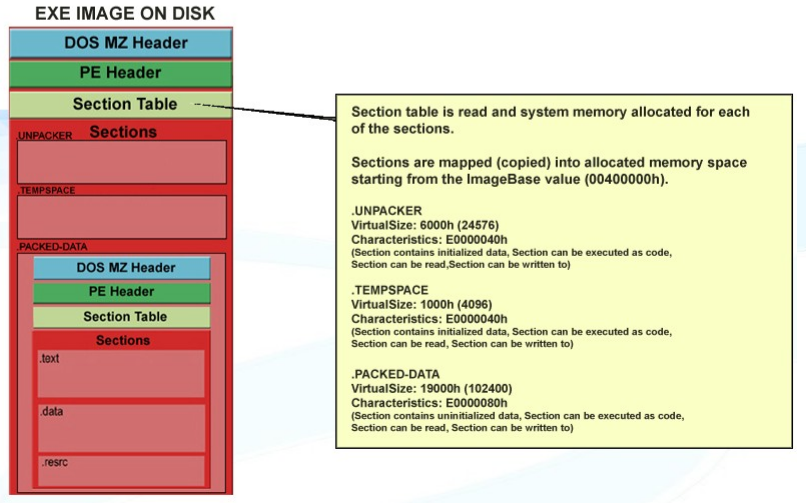 EXE IMAGE ON DISK
DOS MZ Header
PE Header
Section Table
.UNPACKER
Sections
.TEMPSPACE
.PACKED-DATA
DOS MZ Header
PE Header
Section Table
Sections
.text
.data
.resrc
Section table is read and system memory allocated for each
of the sections.
Sections are mapped (copied) into allocated memory space
starting from the ImageBase value (00400000h).
.UNPACKER
VirtualSize: 6000h (24576)
Characteristics: E0000040h
(Section contains initialized data, Section can be executed as code,
Section can be read,Section can be written to)
.TEMPSPACE
VirtualSize: 1000h (4096)
Characteristics: E0000040h
(Section contains initialized data, Section can be executed as code,
Section can be read, Section can be written to)
.PACKED-DATA
VirtualSize: 19000h (102400)
Characteristics: E0000080h
(Section contains uninitialized data, Section can be executed as code,
Section can be read, Section can be written to)